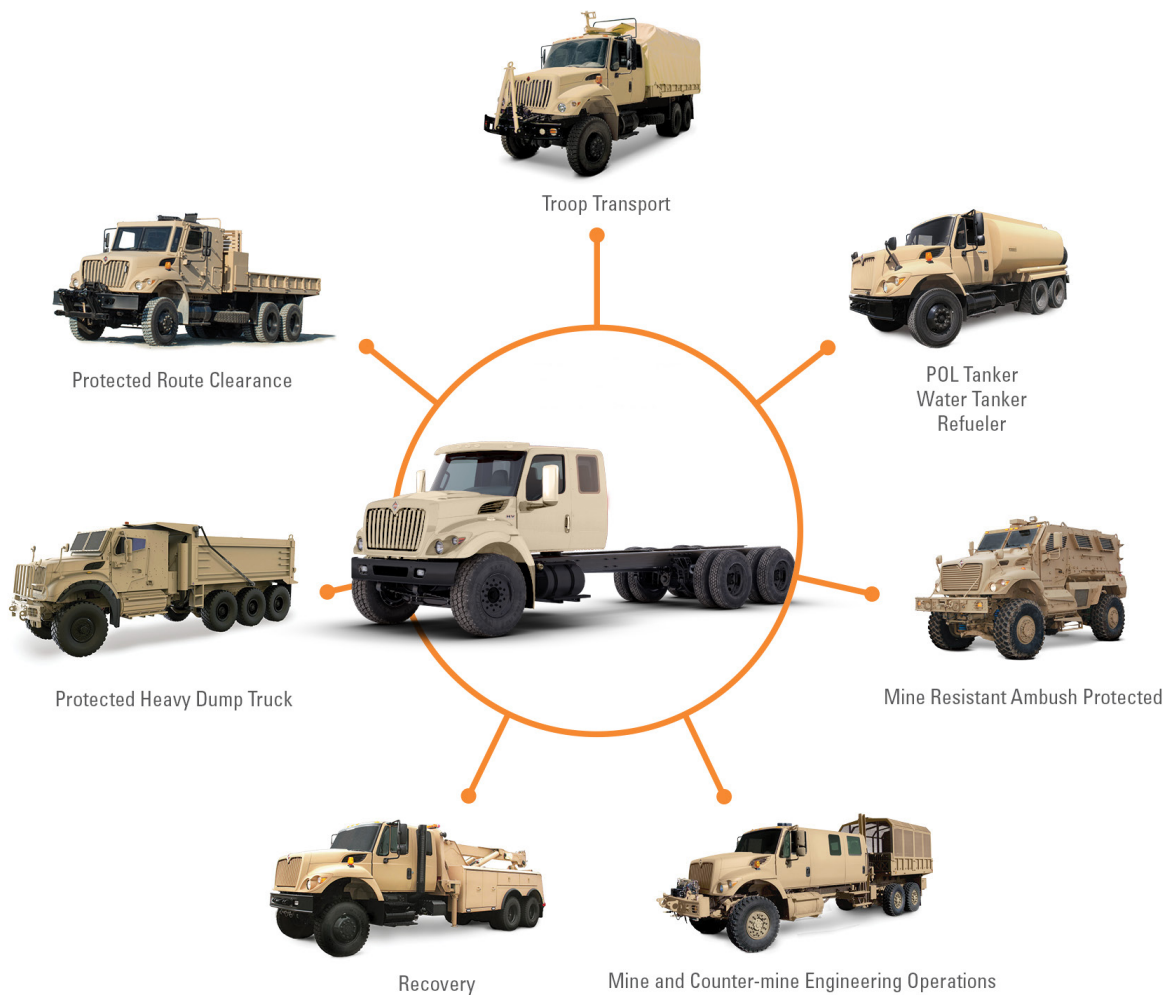 Troop Transport
Protected Route Clearance
POL Tanker
Water Tanker
Refueler
Protected Heavy Dump Truck
Mine Resistant Ambush Protected
Recovery
Mine and Counter-mine Engineering Operations